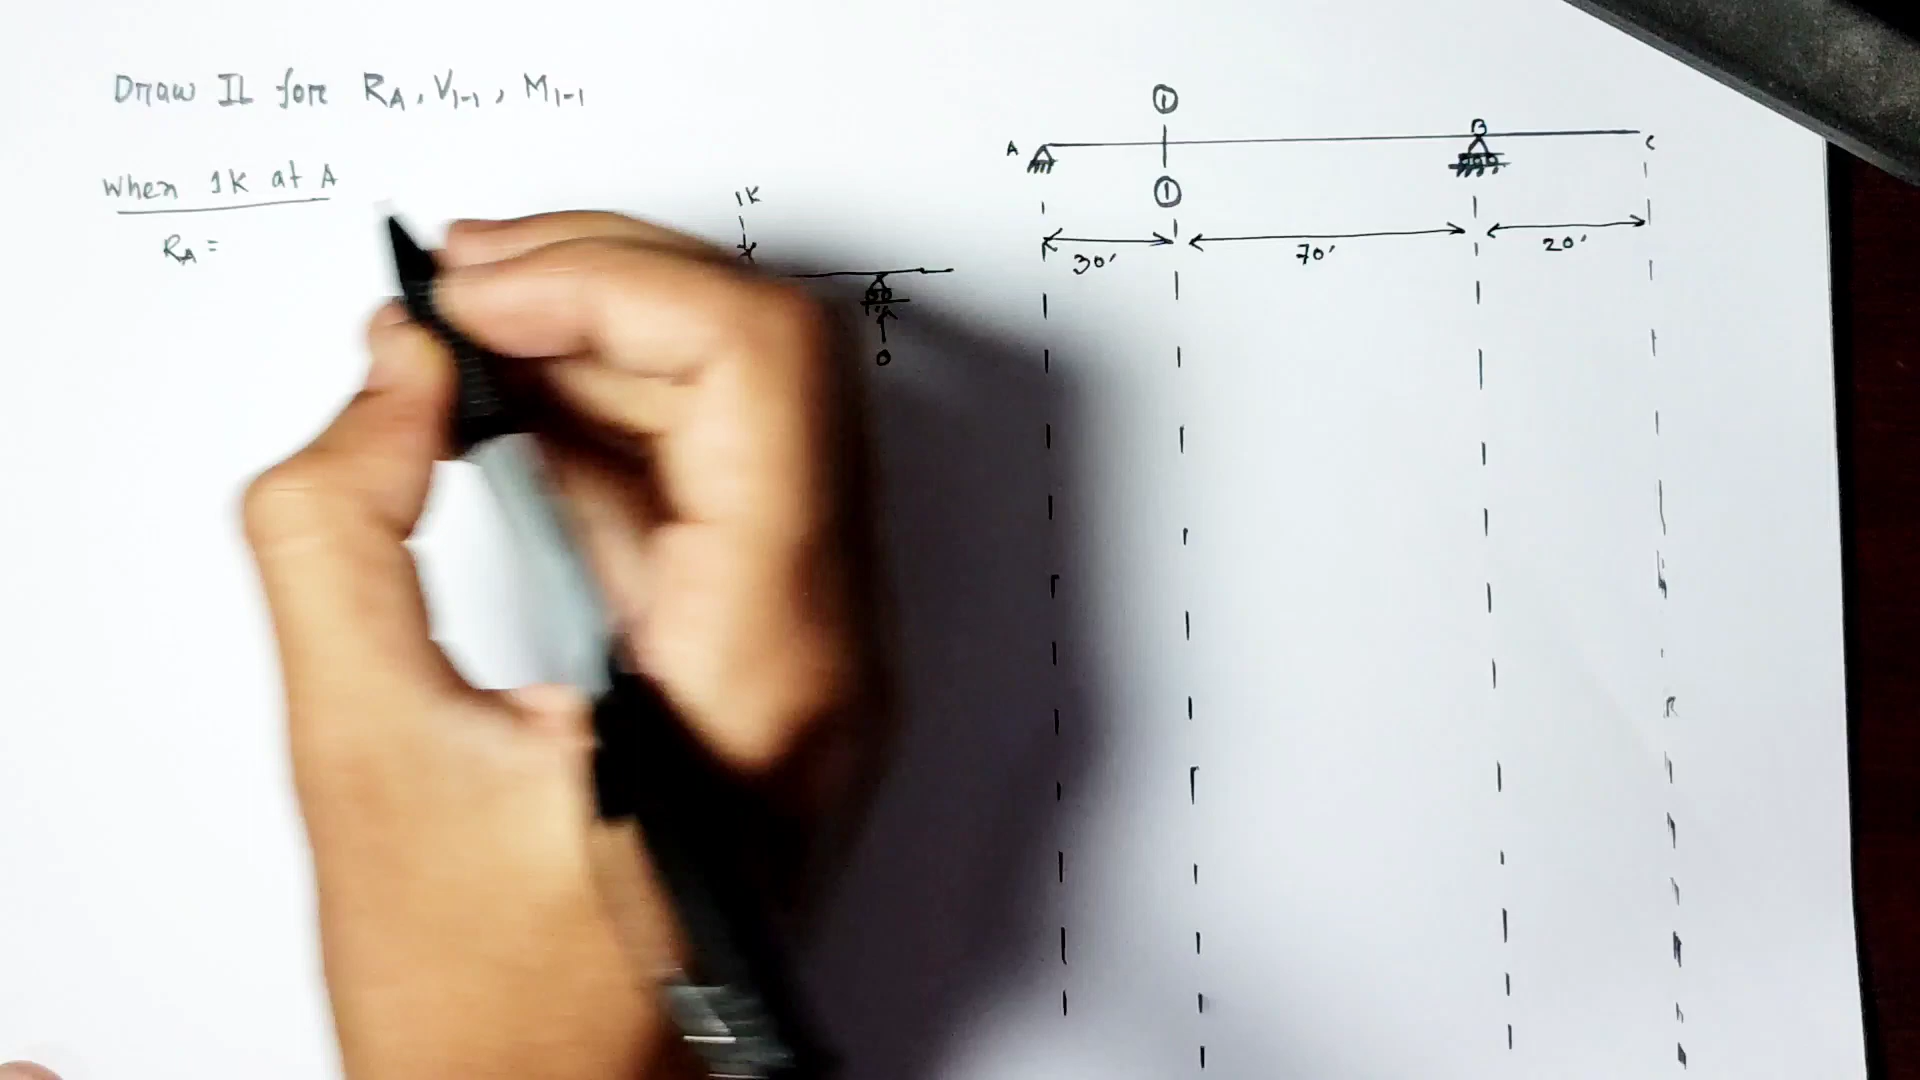 Draw IL for RA, V1-1, M1-1
When 1K at A
RA =
1K
0
①
A
B
C
①
30'
70'
20'